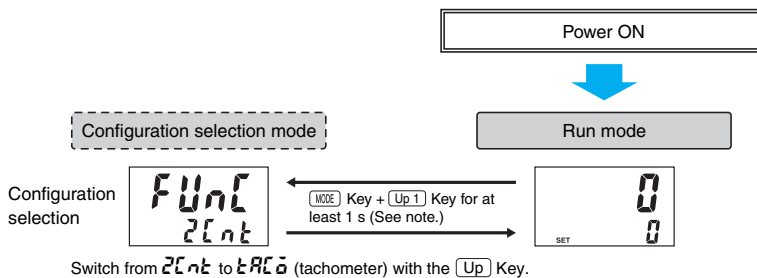 Power ON
Configuration selection mode
Run mode
Configuration
selection
FUnC
2Cnt
MODE Key + Up 1 Key for at
least 1 s (See note.)
0
SET 0
Switch from 2Cnt to tACo (tachometer) with the Up Key.